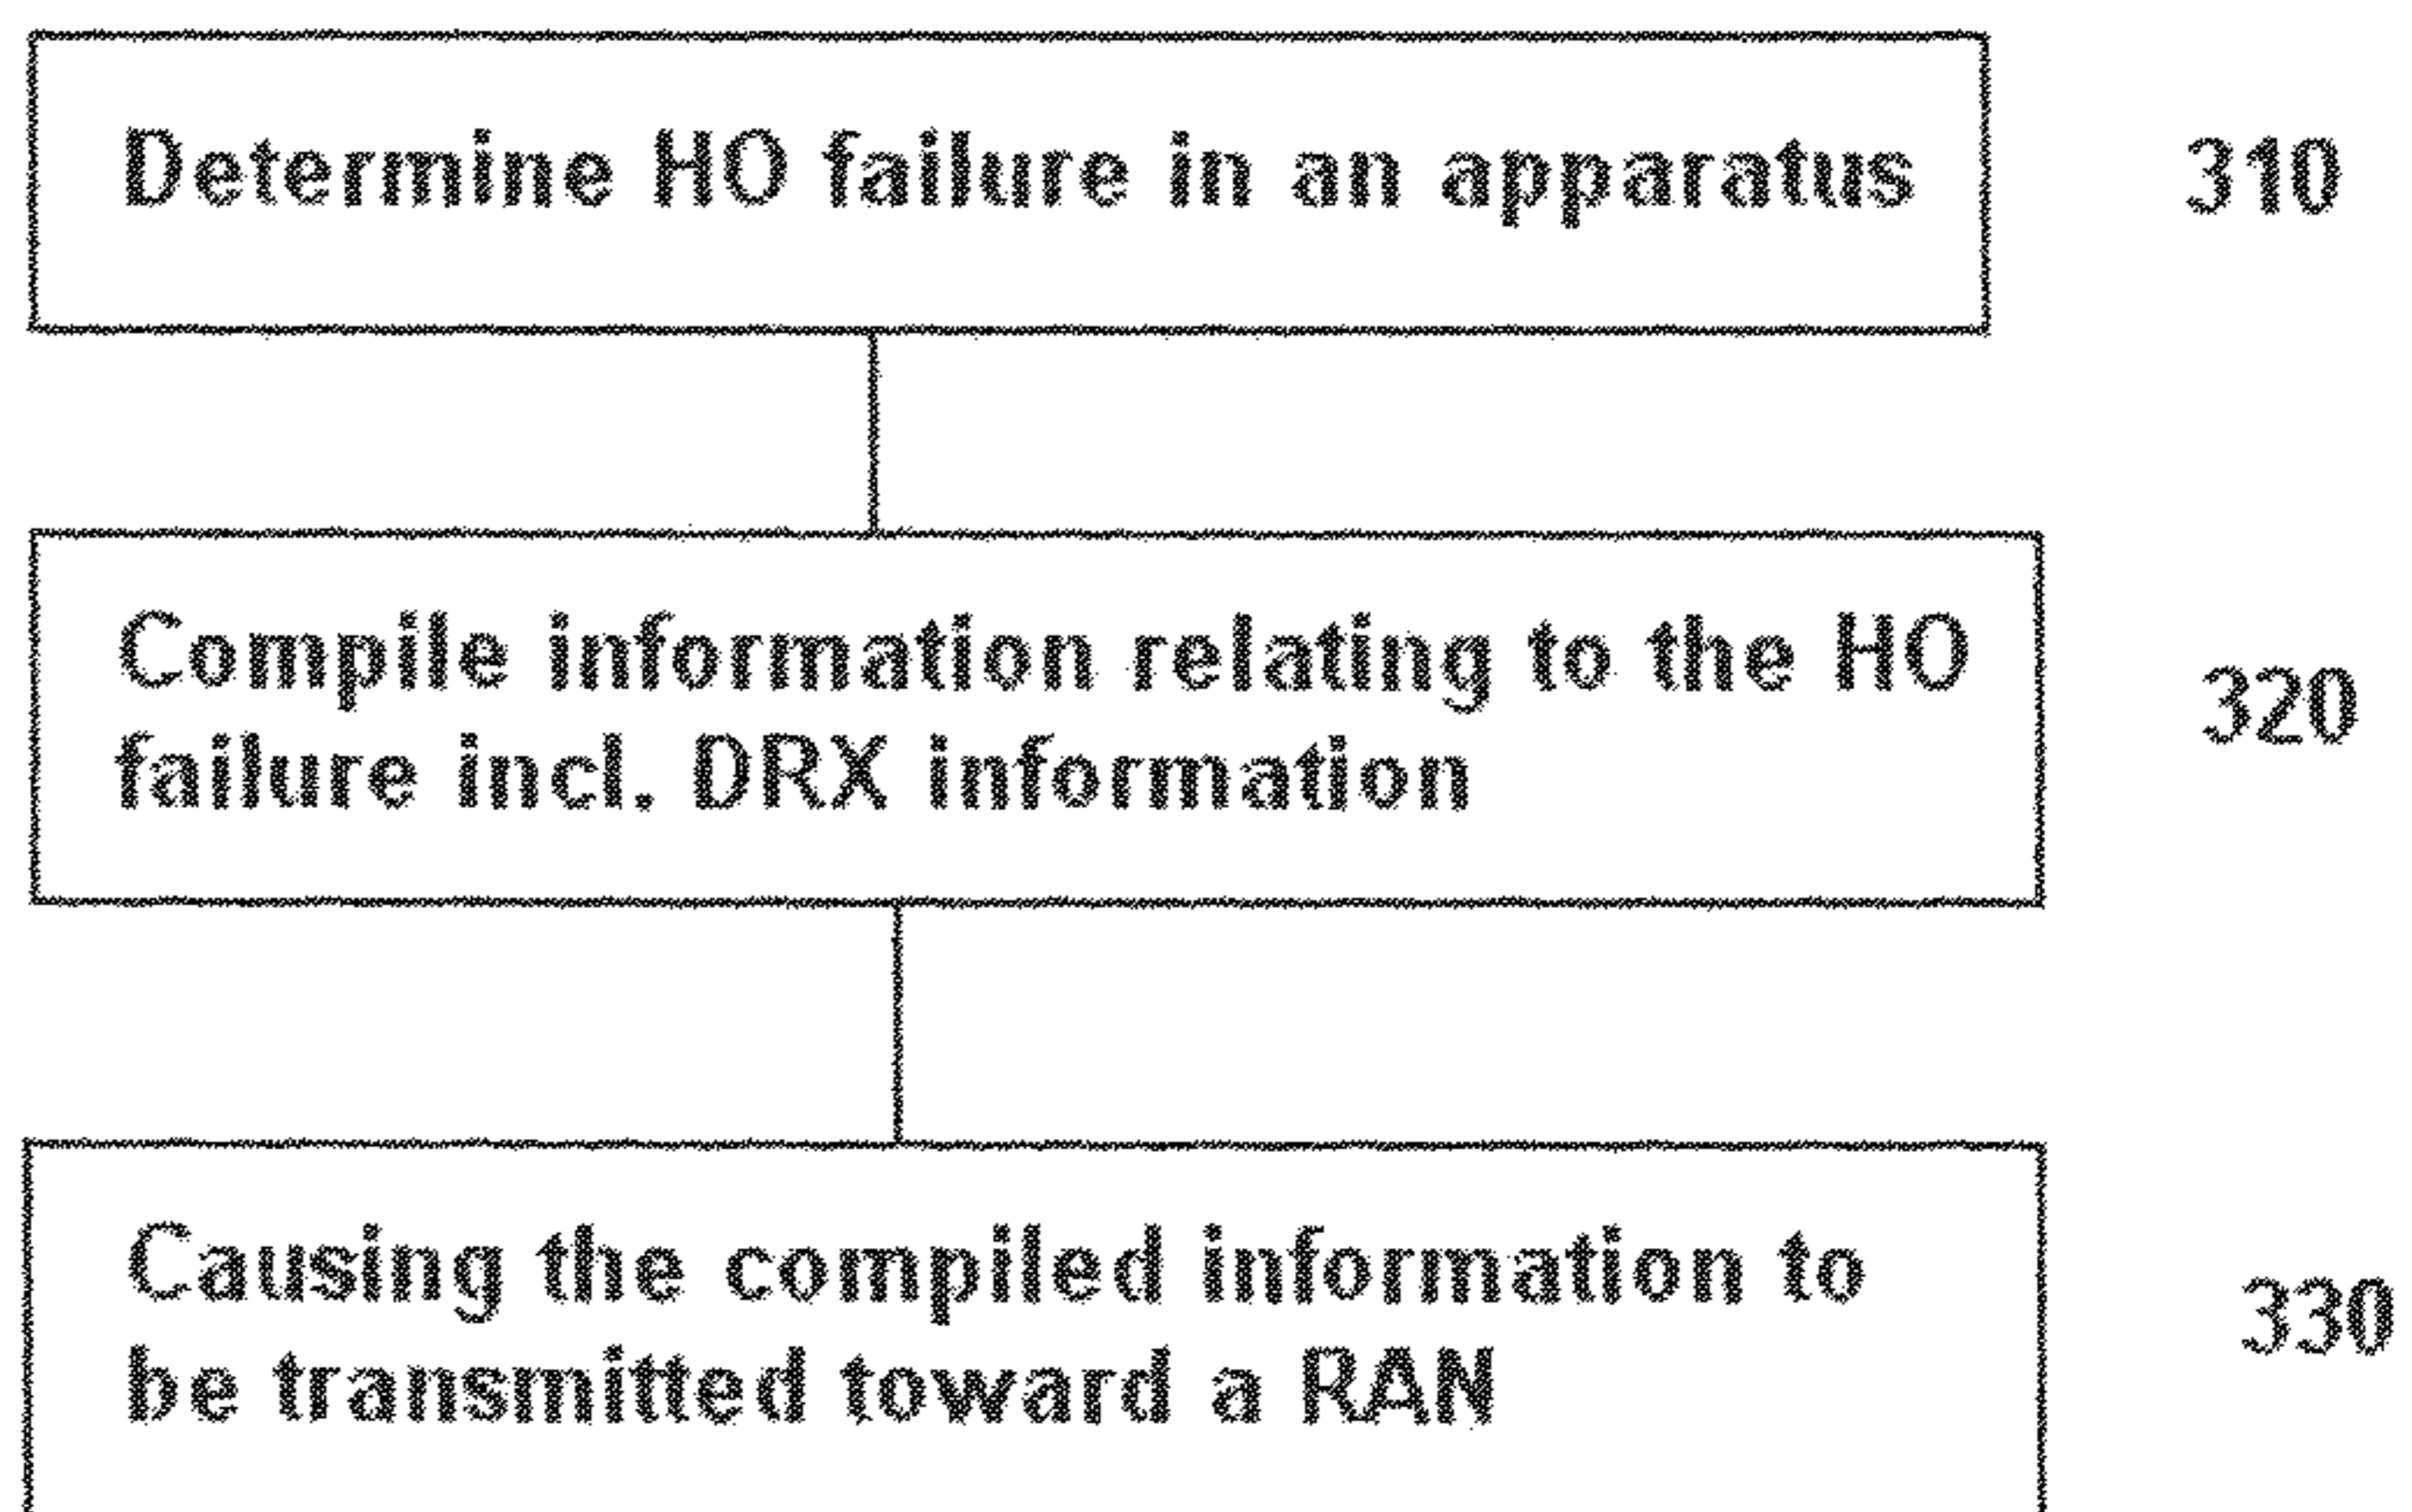 Determine HO failure in an apparatus 310
Compile information relating to the HO
failure incl. DRX information
320
Causing the compiled information to
be transmitted toward a RAN
330